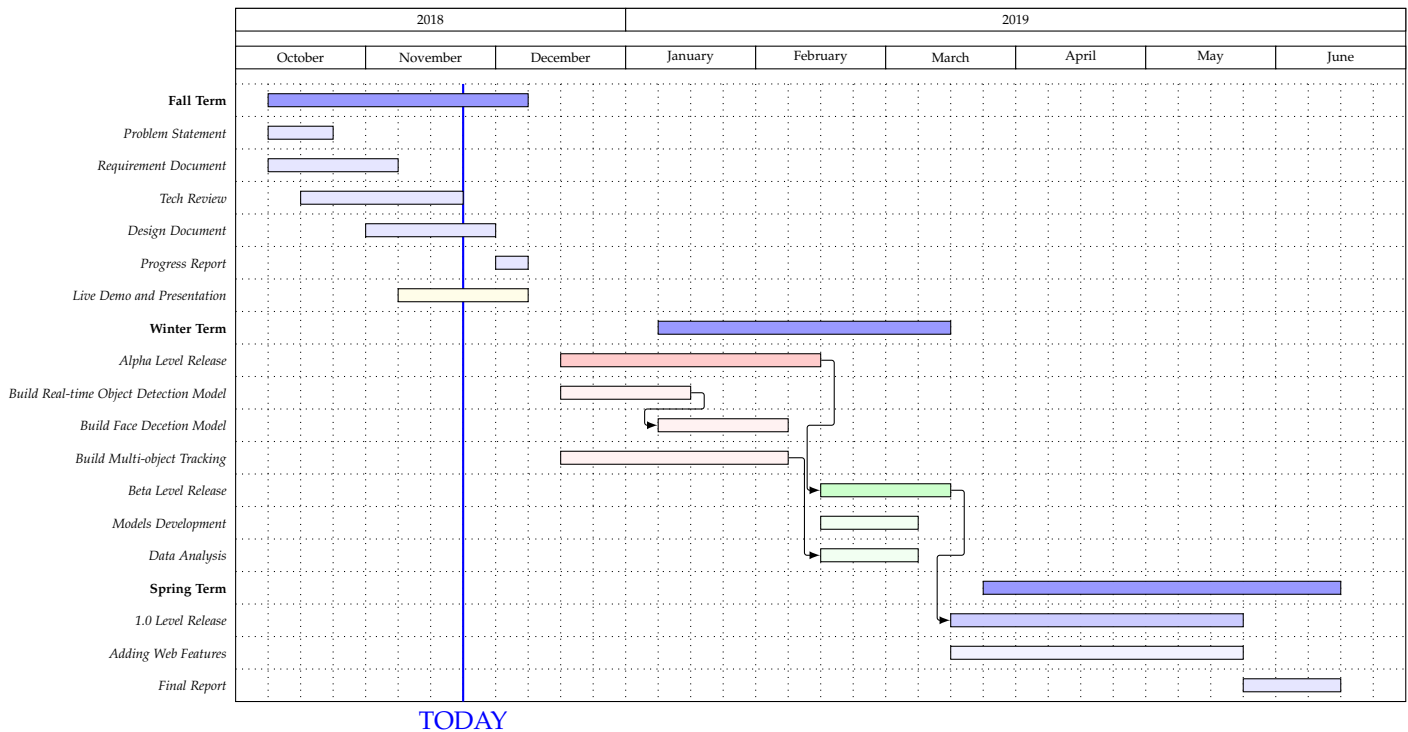 2018 2019
October November December January February March April May June
Fall Term
Problem Statement
Requirement Document
Tech Review
Design Document
Progress Report
Live Demo and Presentation
Winter Term
Alpha Level Release
Build Real-time Object Detection Model
Build Face Decetion Model
Build Multi-object Tracking
Beta Level Release
Models Development
Data Analysis
Spring Term
1.0 Level Release
Adding Web Features
Final Report
TODAY